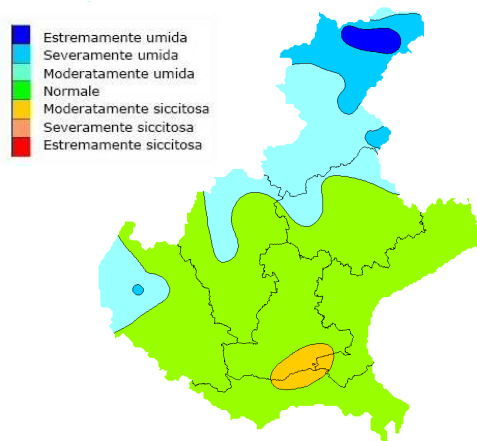 Estremamente umida
Severamente umida
Moderatamente umida
Normale
Moderatamente siccitosa
Severamente siccitosa
Estremamente siccitosa